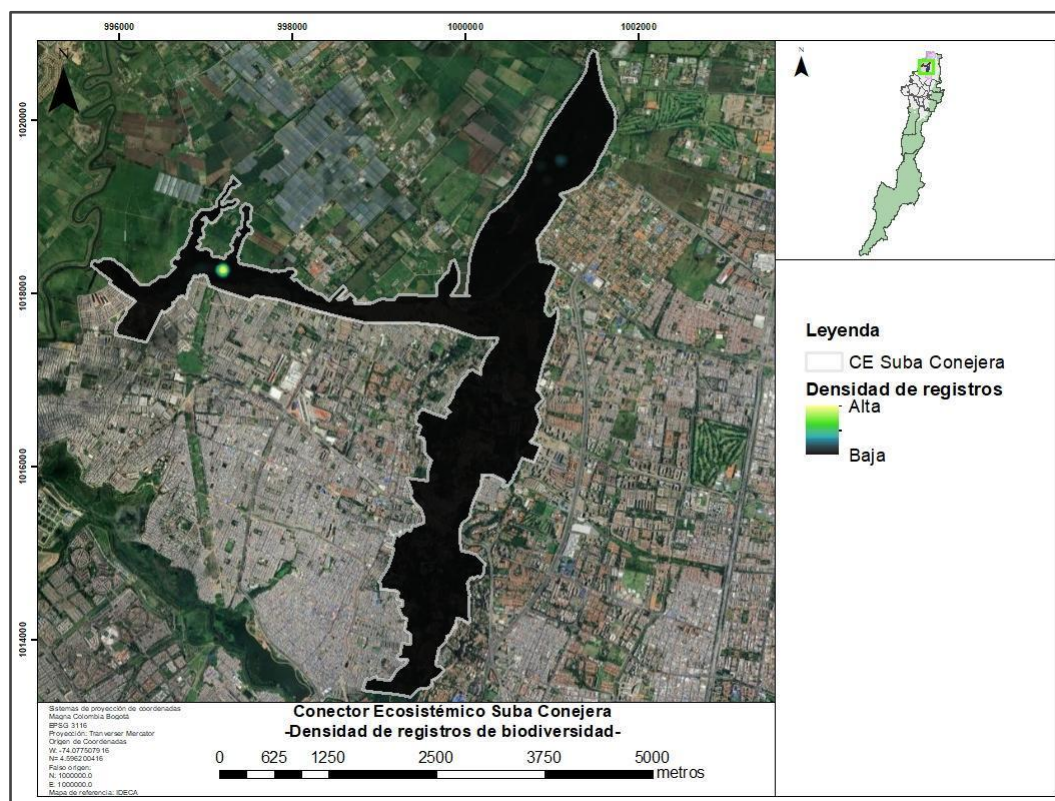 996000
998000
1000000
1002000
1020000
1018000
1016000
1014000
N
N
Leyenda
CE Suba Conejera
Densidad de registros
Alta
Baja
Sistemas de proyección de coordenadas
Magna Colombia Bogotá
EPSG 3116
Proyección: Tranverser Mercator
Origen de Coordenadas
W: -74.077507916
N= 4.596200416
Falso origen:
N: 1000000.0
E: 1000000.0
Mapa de referencia: IDECA
Conector Ecosistémico Suba Conejera
-Densidad de registros de biodiversidad-
0 625 1250 2500 3750 5000
metros